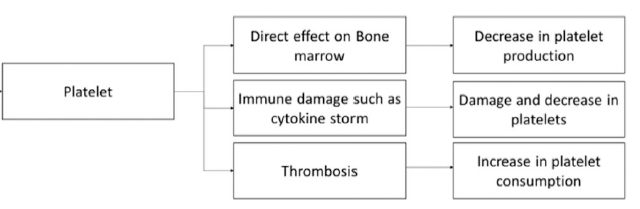 Platelet
Direct effect on Bone
marrow
Decrease in platelet
production
Immune damage such as
cytokine storm
Damage and decrease in
platelets
Thrombosis
Increase in platelet
consumption